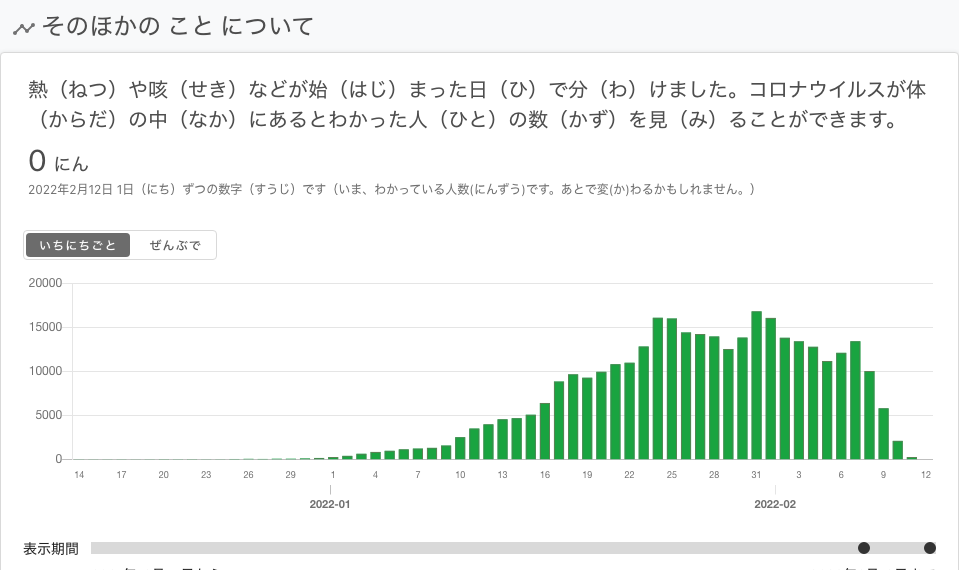 そのほかの こと について
熱（ねつ）や咳（せき）などが始（はじ）まった日（ひ）で分（わ）けました。コロナウイルスが体
（からだ）の中（なか）にあるとわかった人（ひと）の数（かず）を見（み）ることができます。
0 にん
2022年2月12日 1日（にち）ずつの数字（すうじ）です（いま、わかっている人数(にんずう)です。あとで変(か)わるかもしれません。）
いちにちごと ぜんぶで
20000
15000
10000
5000
0
14 17 20 23 26 29 1 4 7 10 13 16 19 22 25 28 31 3 6 9 12
2022-01 2022-02
表示期間